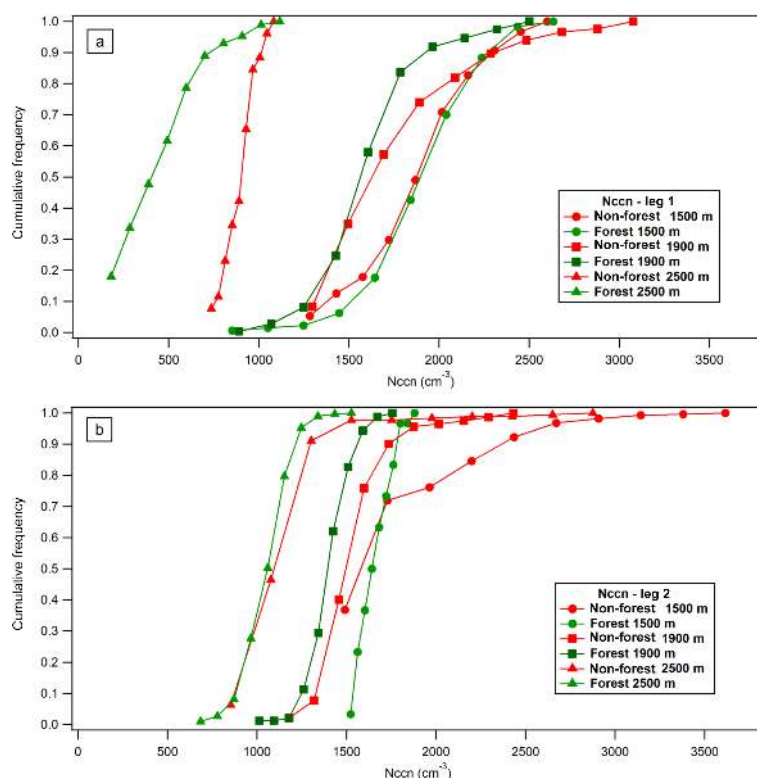 a
1.0
0.9
0.8
0.7
0.6
0.5
0.4
0.3
0.2
0.1
0.0
Cumulative frequency
0 500 1000 1500 2000 2500 3000 3500
Nccn (cm⁻³)
Nccn - leg 1
Non-forest 1500 m
Forest 1500 m
Non-forest 1900 m
Forest 1900 m
Non-forest 2500 m
Forest 2500 m
b
1.0
0.9
0.8
0.7
0.6
0.5
0.4
0.3
0.2
0.1
0.0
Cumulative frequency
0 500 1000 1500 2000 2500 3000 3500
Nccn (cm⁻³)
Nccn - leg 2
Non-forest 1500 m
Forest 1500 m
Non-forest 1900 m
Forest 1900 m
Non-forest 2500 m
Forest 2500 m